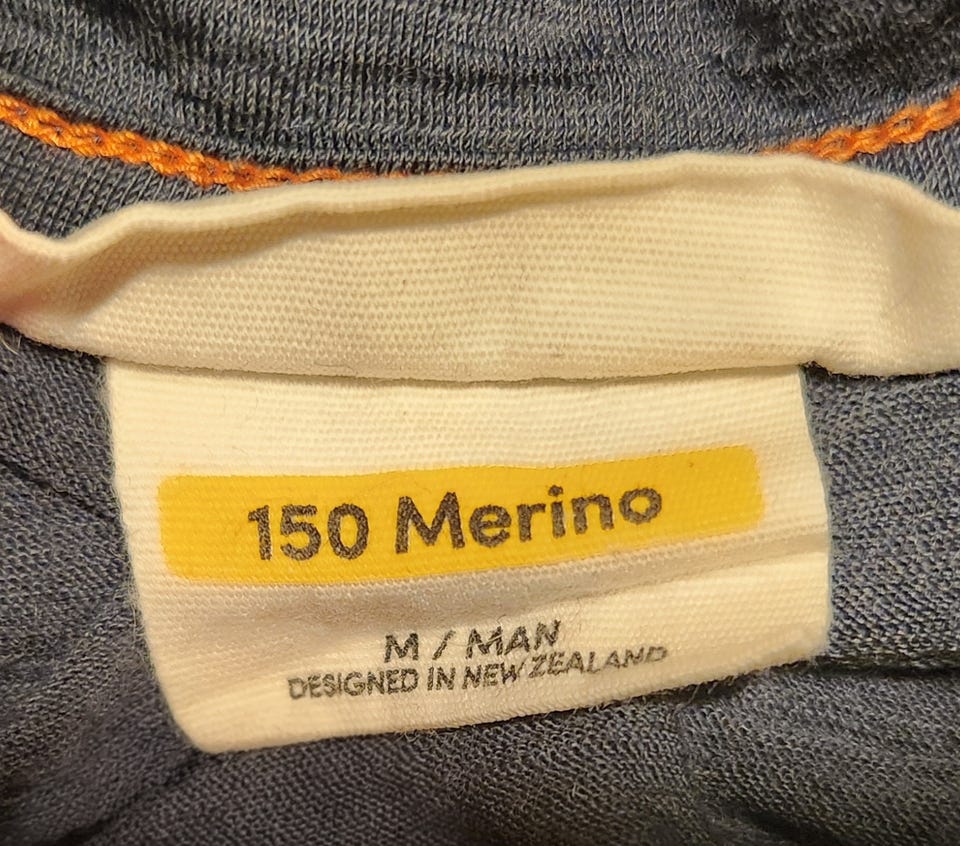 150 Merino
M / MAN
DESIGNED IN NEW ZEALAND